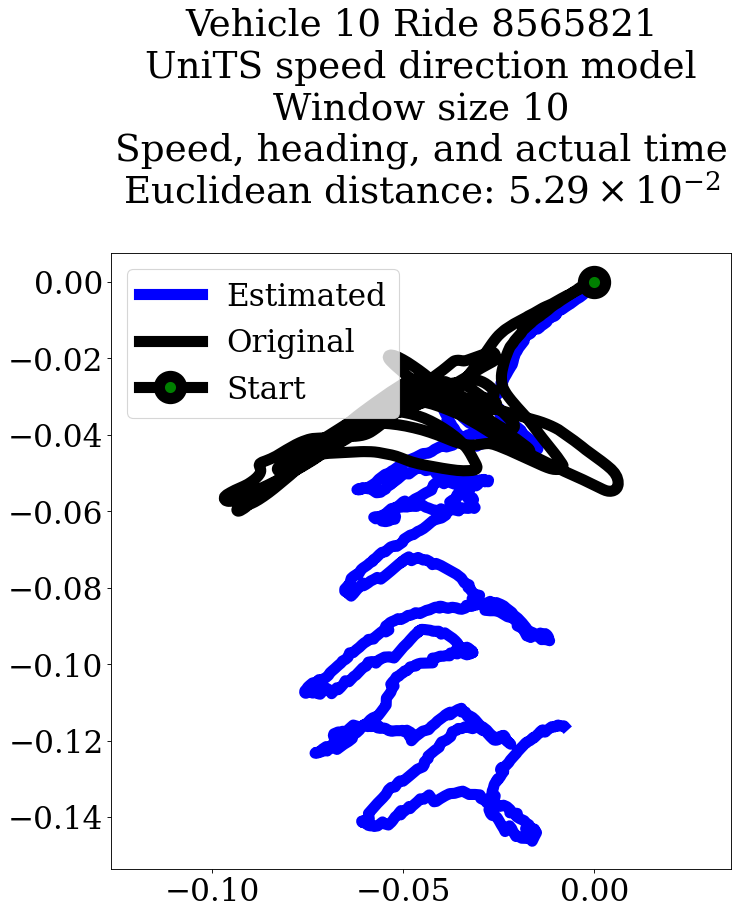 Vehicle 10 Ride 8565821
UniTS speed direction model
Window size 10
Speed, heading, and actual time
Euclidean distance: 5.29 × 10⁻²
Estimated
Original
Start
0.00
−0.02
−0.04
−0.06
−0.08
−0.10
−0.12
−0.14
−0.10 −0.05 0.00